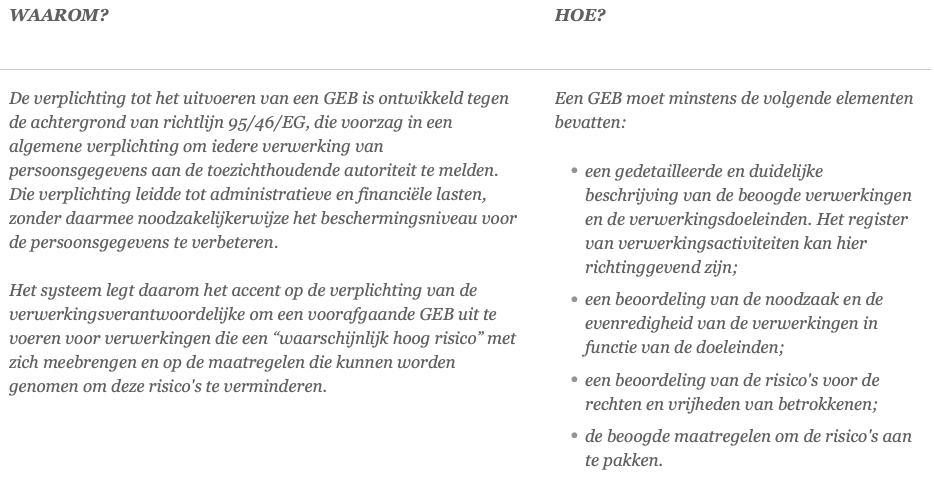 WAAROM?
HOE?
De verplichting tot het uitvoeren van een GEB is ontwikkeld tegen
de achtergrond van richtlijn 95/46/EG, die voorzag in een
algemene verplichting om iedere verwerking van
persoonsgegevens aan de toezichthoudende autoriteit te melden.
Die verplichting leidde tot administratieve en financiële lasten,
zonder daarmee noodzakelijkerwijze het beschermingsniveau voor
de persoonsgegevens te verbeteren.
Het systeem legt daarom het accent op de verplichting van de
verwerkingsverantwoordelijke om een voorafgaande GEB uit te
voeren voor verwerkingen die een “waarschijnlijk hoog risico” met
zich meebrengen en op de maatregelen die kunnen worden
genomen om deze risico's te verminderen.
Een GEB moet minstens de volgende elementen
bevatten:
• een gedetailleerde en duidelijke
beschrijving van de beoogde verwerkingen
en de verwerkingsdoeleinden. Het register
van verwerkingsactiviteiten kan hier
richtinggevend zijn;
• een beoordeling van de noodzaak en de
evenredigheid van de verwerkingen in
functie van de doeleinden;
• een beoordeling van de risico's voor de
rechten en vrijheden van betrokkenen;
• de beoogde maatregelen om de risico's aan
te pakken.